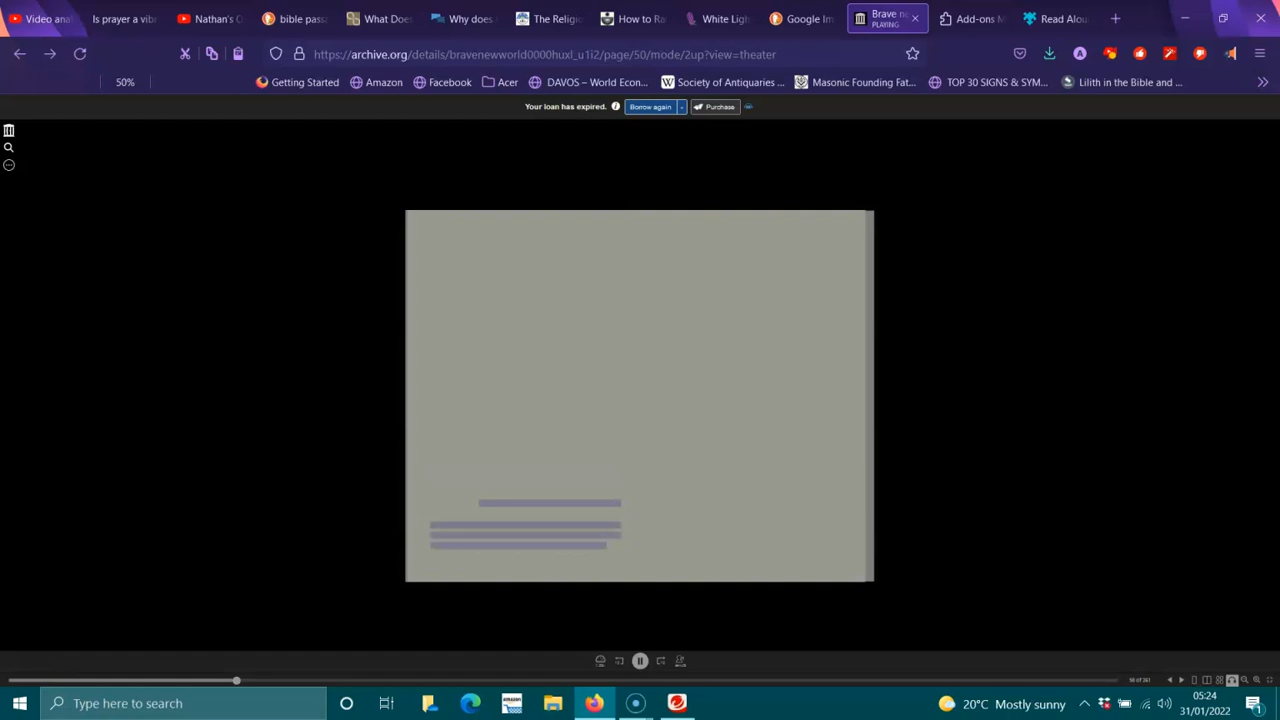 Video anal Is prayer a vibr Nathan's O bible passa What Does Why does The Religio How to Rai White Ligh Google Im Brave ne PLAYING Add-ons M Read Alou
https://archive.org/details/bravenewworld0000huxl_u1i2/page/50/mode/2up?view=theater
50% Getting Started Amazon Facebook Acer DAVOS – World Econ... Society of Antiquaries ... Masonic Founding Fat... TOP 30 SIGNS & SYM... Lilith in the Bible and ...
Your loan has expired. Borrow again Purchase
Type here to search 20°C Mostly sunny 05:24
31/01/2022